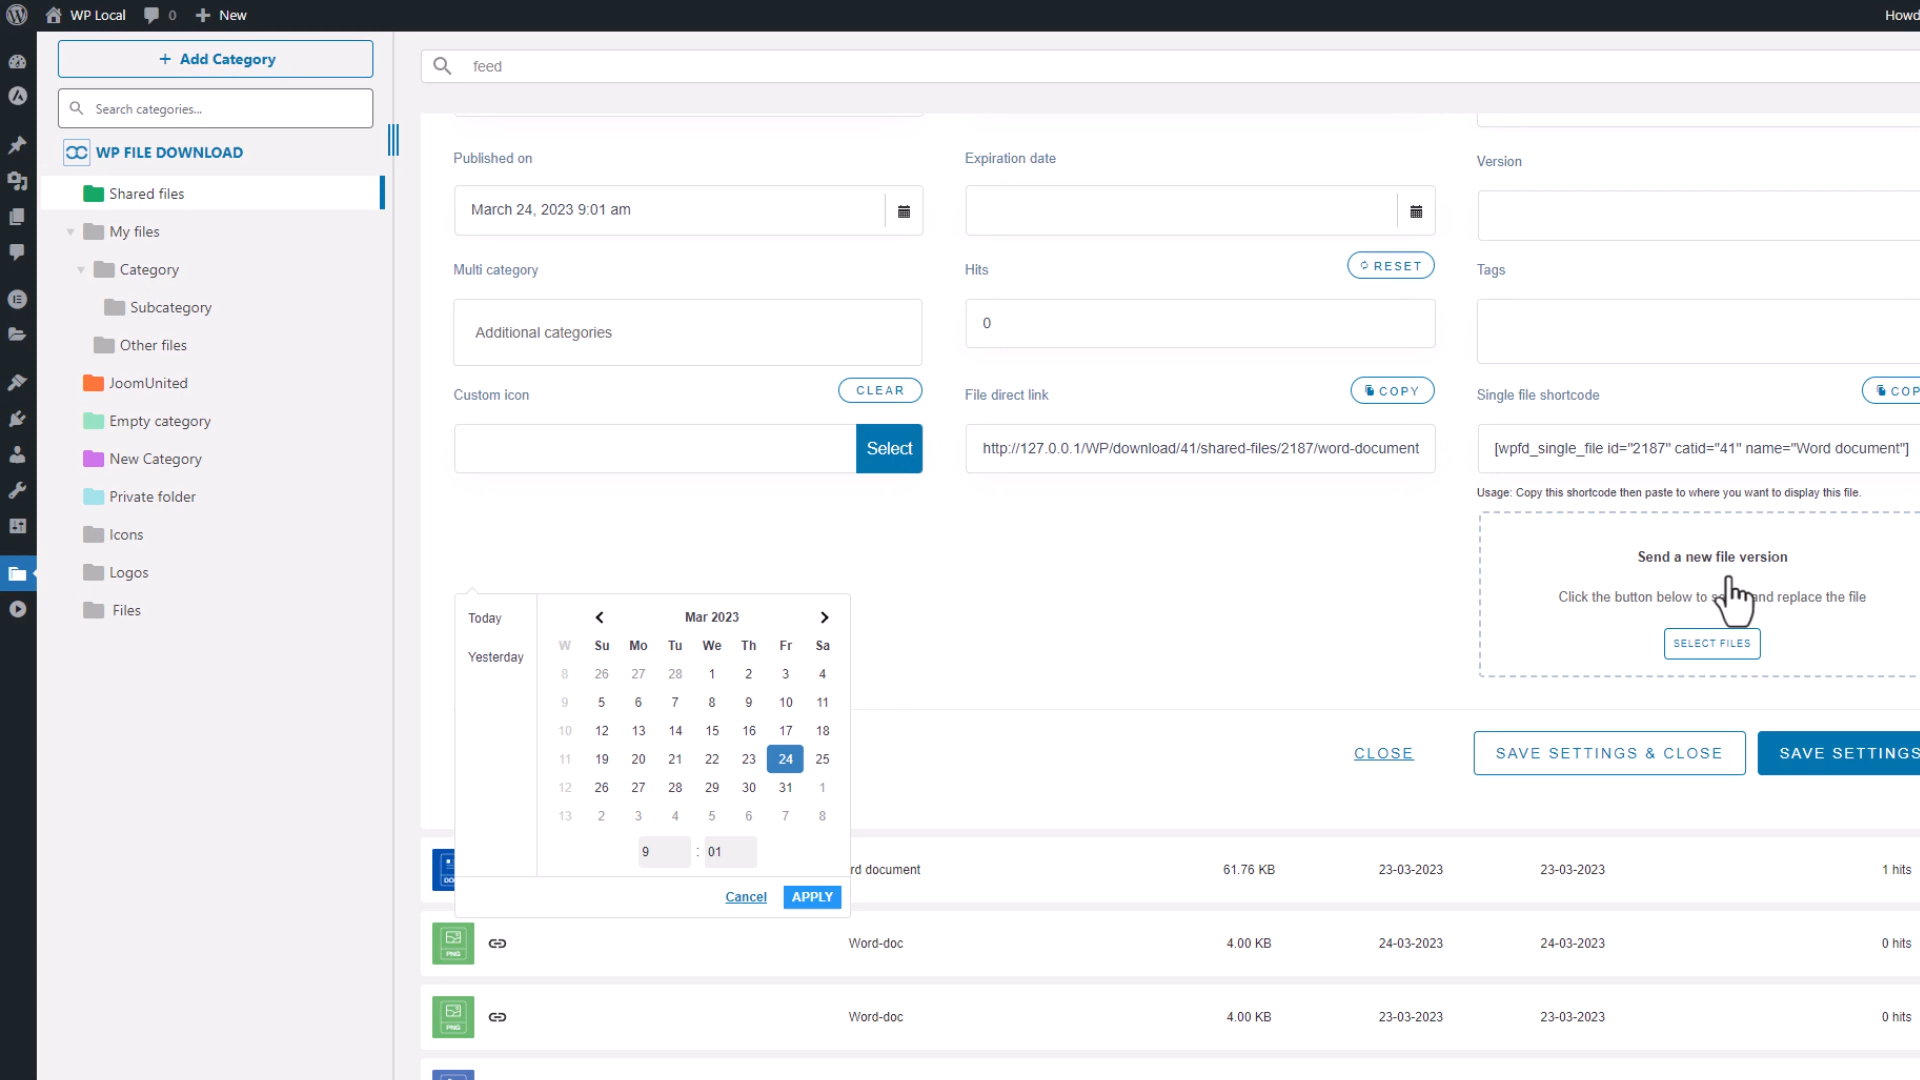 WP Local
0
New
Howd
Add Category
Search categories...
WP FILE DOWNLOAD
Shared files
My files
Category
Subcategory
Other files
JoomUnited
Empty category
New Category
Private folder
Icons
Logos
Files
feed
Published on
Expiration date
Version
March 24, 2023 9:01 am
Multi category
Hits
RESET
Tags
Additional categories
0
Custom icon
CLEAR
File direct link
COPY
Single file shortcode
COP
Select
http://127.0.0.1/WP/download/41/shared-files/2187/word-document
[wpfd_single_file id="2187" catid="41" name="Word document"]
Usage: Copy this shortcode then paste to where you want to display this file.
Send a new file version
Click the button below to s and replace the file
SELECT FILES
Today
Yesterday
Mar 2023
W Su Mo Tu We Th Fr Sa
8 26 27 28 1 2 3 4
9 5 6 7 8 9 10 11
10 12 13 14 15 16 17 18
11 19 20 21 22 23 24 25
12 26 27 28 29 30 31 1
13 2 3 4 5 6 7 8
9 : 01
Cancel
APPLY
CLOSE
SAVE SETTINGS & CLOSE
SAVE SETTINGS
DO
rd document 61.76 KB 23-03-2023 23-03-2023 1 hits
PNG
Word-doc 4.00 KB 24-03-2023 24-03-2023 0 hits
PNG
Word-doc 4.00 KB 23-03-2023 23-03-2023 0 hits